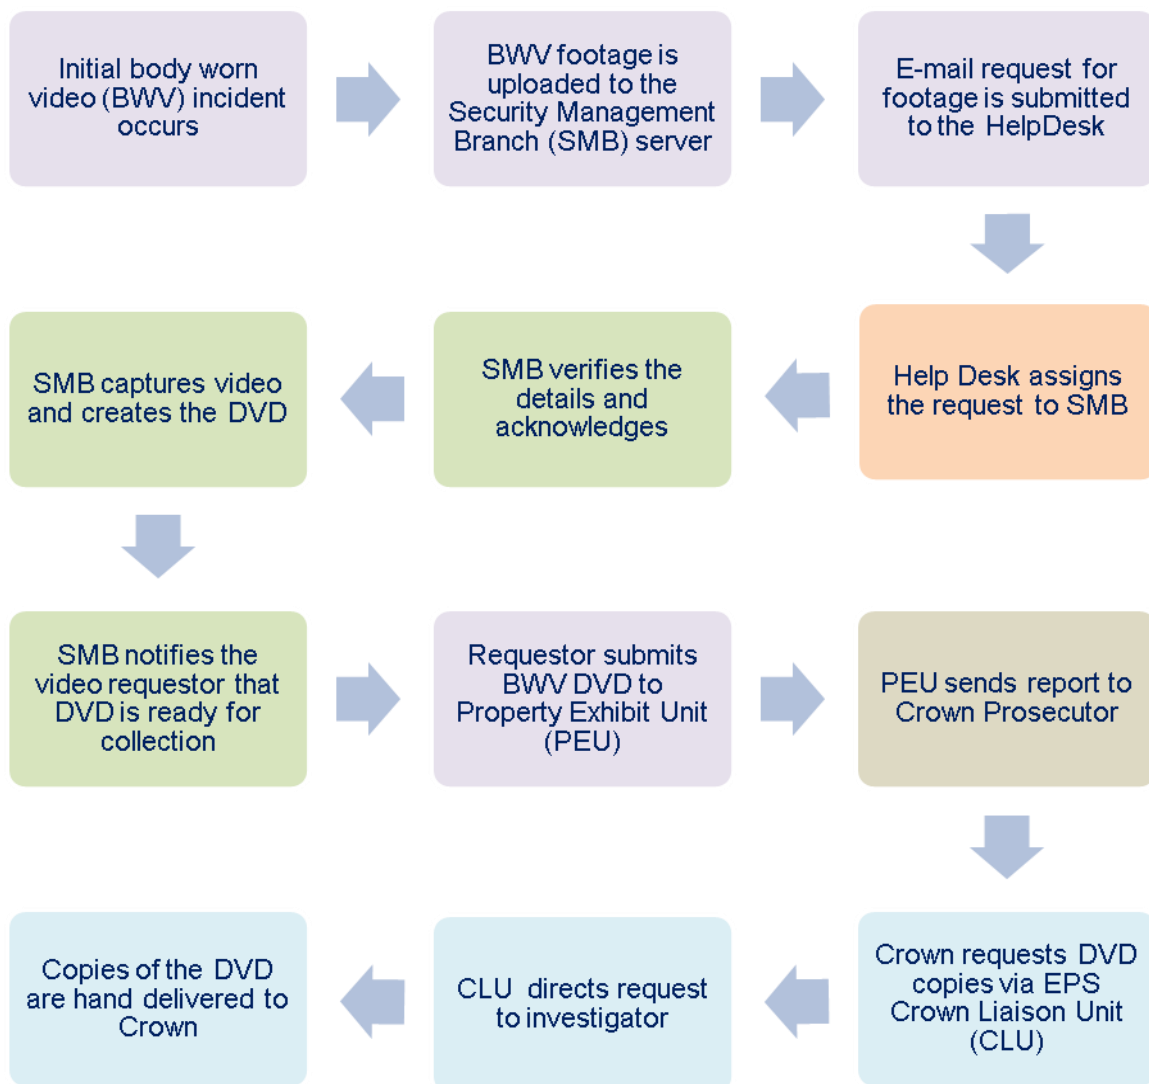 Initial body worn
video (BWV) incident
occurs
BWV footage is
uploaded to the
Security Management
Branch (SMB) server
E-mail request for
footage is submitted
to the HelpDesk
Help Desk assigns
the request to SMB
SMB verifies the
details and
acknowledges
SMB captures video
and creates the DVD
SMB notifies the
video requestor that
DVD is ready for
collection
Requestor submits
BWV DVD to
Property Exhibit Unit
(PEU)
PEU sends report to
Crown Prosecutor
Crown requests DVD
copies via EPS
Crown Liaison Unit
(CLU)
CLU directs request
to investigator
Copies of the DVD
are hand delivered to
Crown